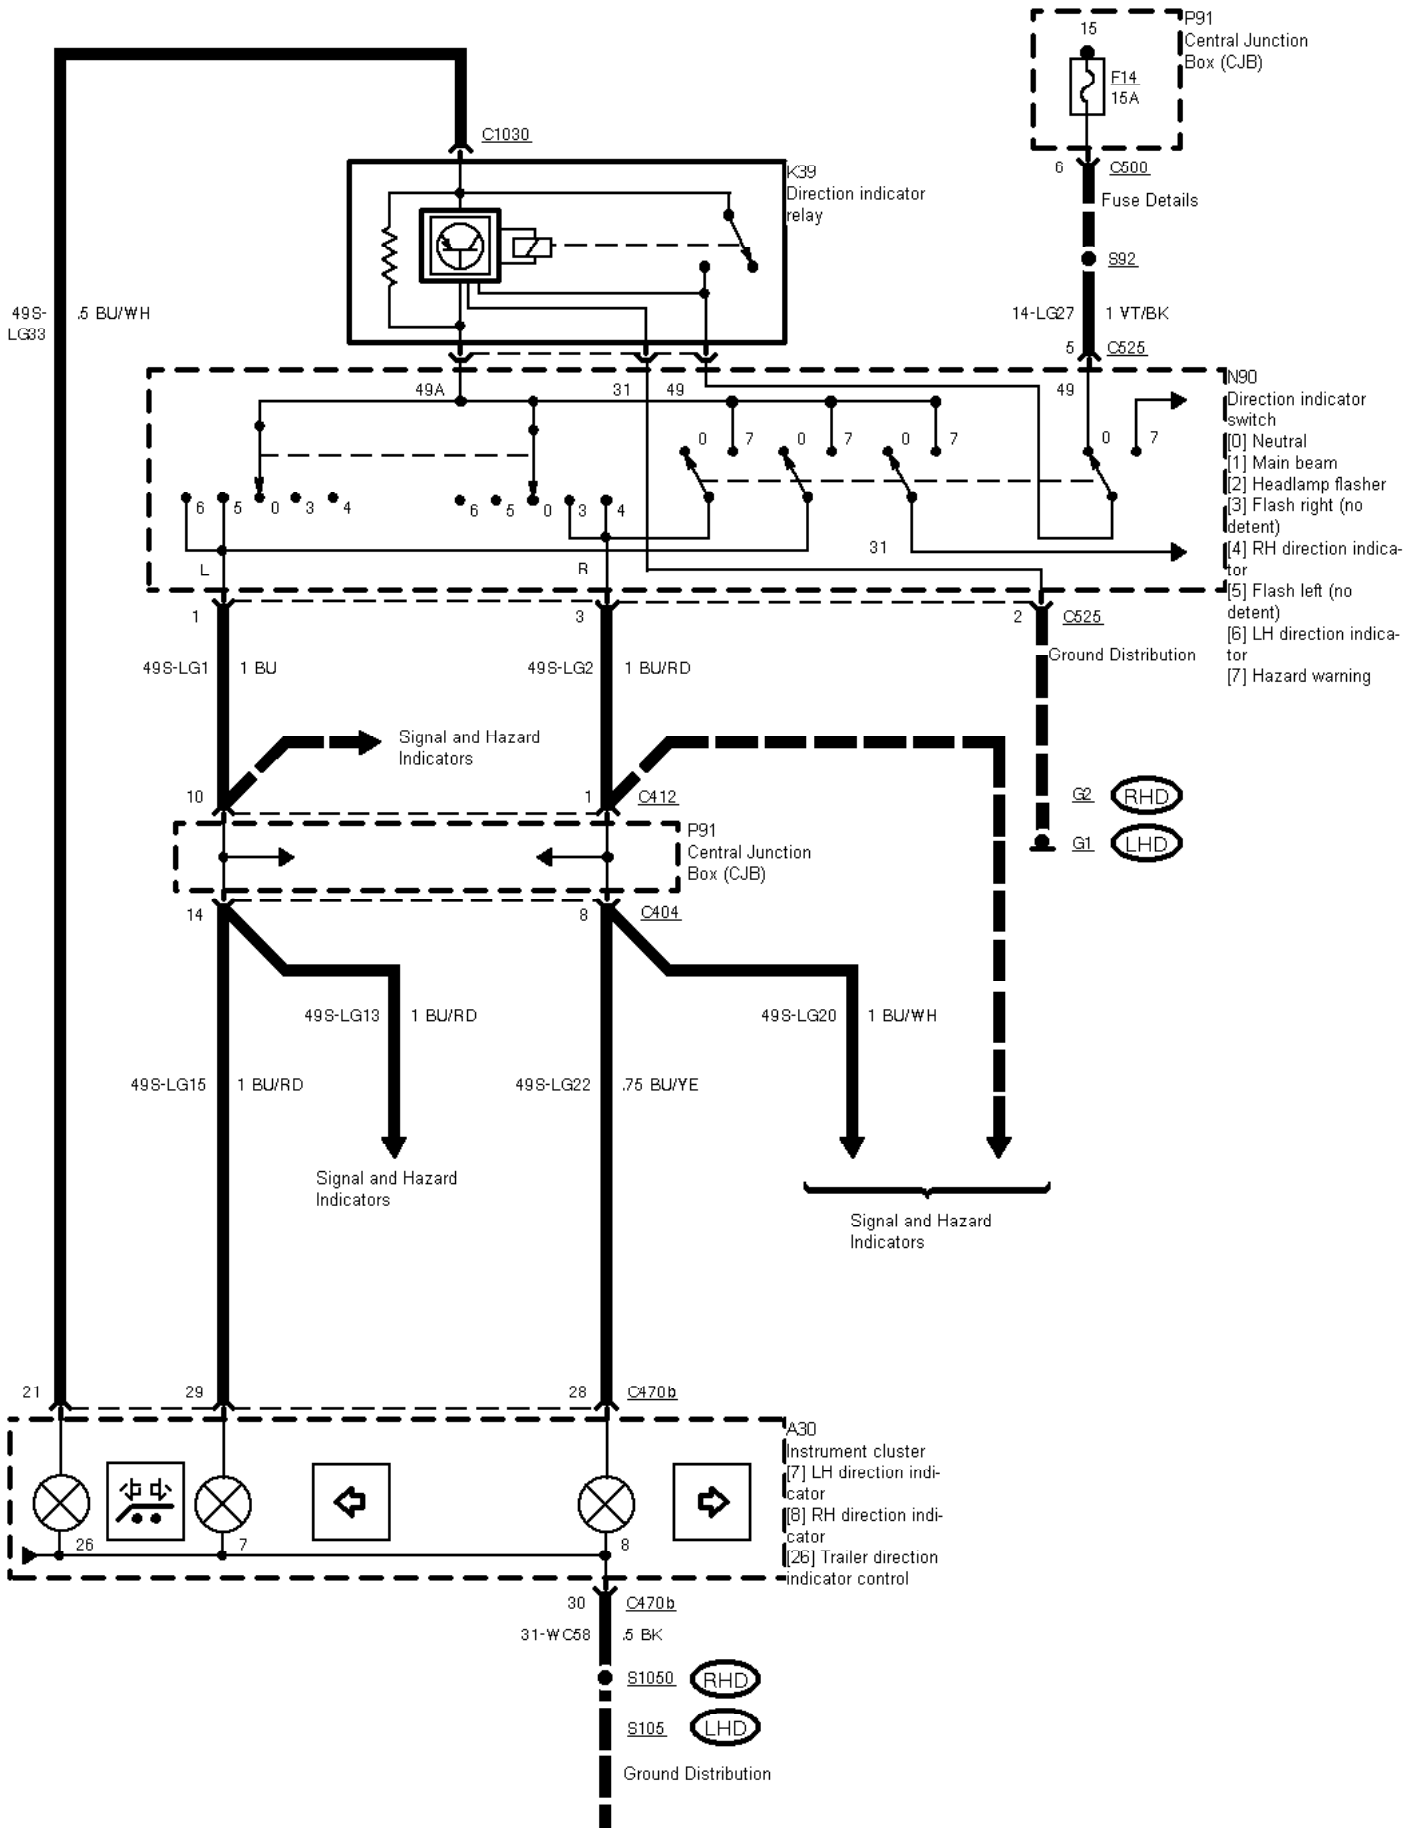 15
P91
Central Junction
Box (CJB)
F14
15A
C1030
6
C500
Fuse Details
K39
Direction indicator
relay
S92
49S-
LG33
.5 BU/WH
14-LG27
1 VT/BK
5
C525
49A
31
49
49
N90
Direction indicator
switch
[0] Neutral
[1] Main beam
[2] Headlamp flasher
[3] Flash right (no
detent)
[4] RH direction indica-
tor
[5] Flash left (no
detent)
[6] LH direction indica-
tor
[7] Hazard warning
0 7 0 7 0 7 0 7
6 5 0 3 4
6 5 0 3 4
31
L
R
1
3
2
C525
Ground Distribution
49S-LG1
1 BU
49S-LG2
1 BU/RD
Signal and Hazard
Indicators
10
1
C412
G2
RHD
G1
LHD
P91
Central Junction
Box (CJB)
14
8
C404
49S-LG13
1 BU/RD
49S-LG20
1 BU/WH
49S-LG15
1 BU/RD
49S-LG22
.75 BU/YE
Signal and Hazard
Indicators
Signal and Hazard
Indicators
21
29
28
C470b
A30
Instrument cluster
[7] LH direction indi-
cator
[8] RH direction indi-
cator
[26] Trailer direction
indicator control
26
7
8
30
C470b
31-WC58
.5 BK
S1050
RHD
S105
LHD
Ground Distribution